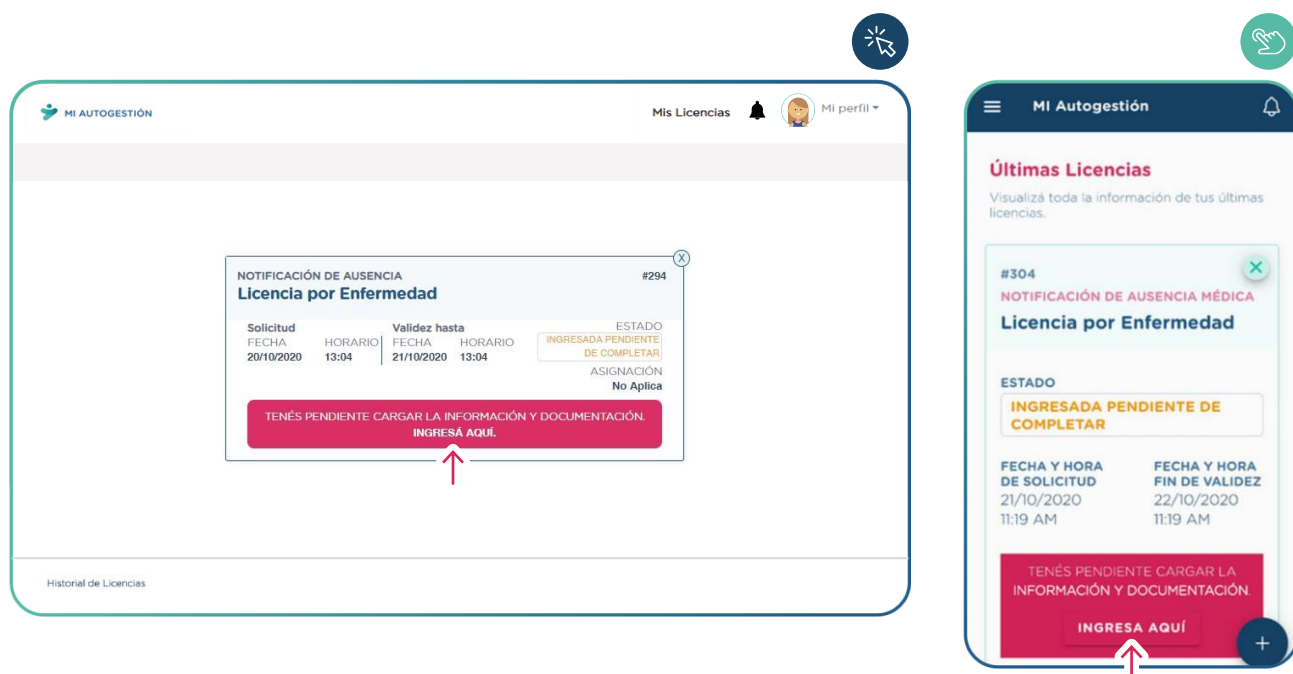 MI AUTOGESTIÓN
Mis Licencias
Mi perfil
NOTIFICACIÓN DE AUSENCIA
#294
Licencia por Enfermedad
X
Solicitud
Validez hasta
ESTADO
FECHA HORARIO FECHA HORARIO
INGRESADA PENDIENTE
DE COMPLETAR
20/10/2020 13:04 21/10/2020 13:04
ASIGNACIÓN
No Aplica
TENÉS PENDIENTE CARGAR LA INFORMACIÓN Y DOCUMENTACIÓN.
INGRESÁ AQUÍ.
Historial de Licencias
MI Autogestión
Últimas Licencias
Visualizá toda la información de tus últimas
licencias.
#304
NOTIFICACIÓN DE AUSENCIA MÉDICA
Licencia por Enfermedad
ESTADO
INGRESADA PENDIENTE DE
COMPLETAR
FECHA Y HORA FECHA Y HORA
DE SOLICITUD FIN DE VALIDEZ
21/10/2020 22/10/2020
11:19 AM 11:19 AM
TENÉS PENDIENTE CARGAR LA
INFORMACIÓN Y DOCUMENTACIÓN.
INGRESA AQUÍ
+